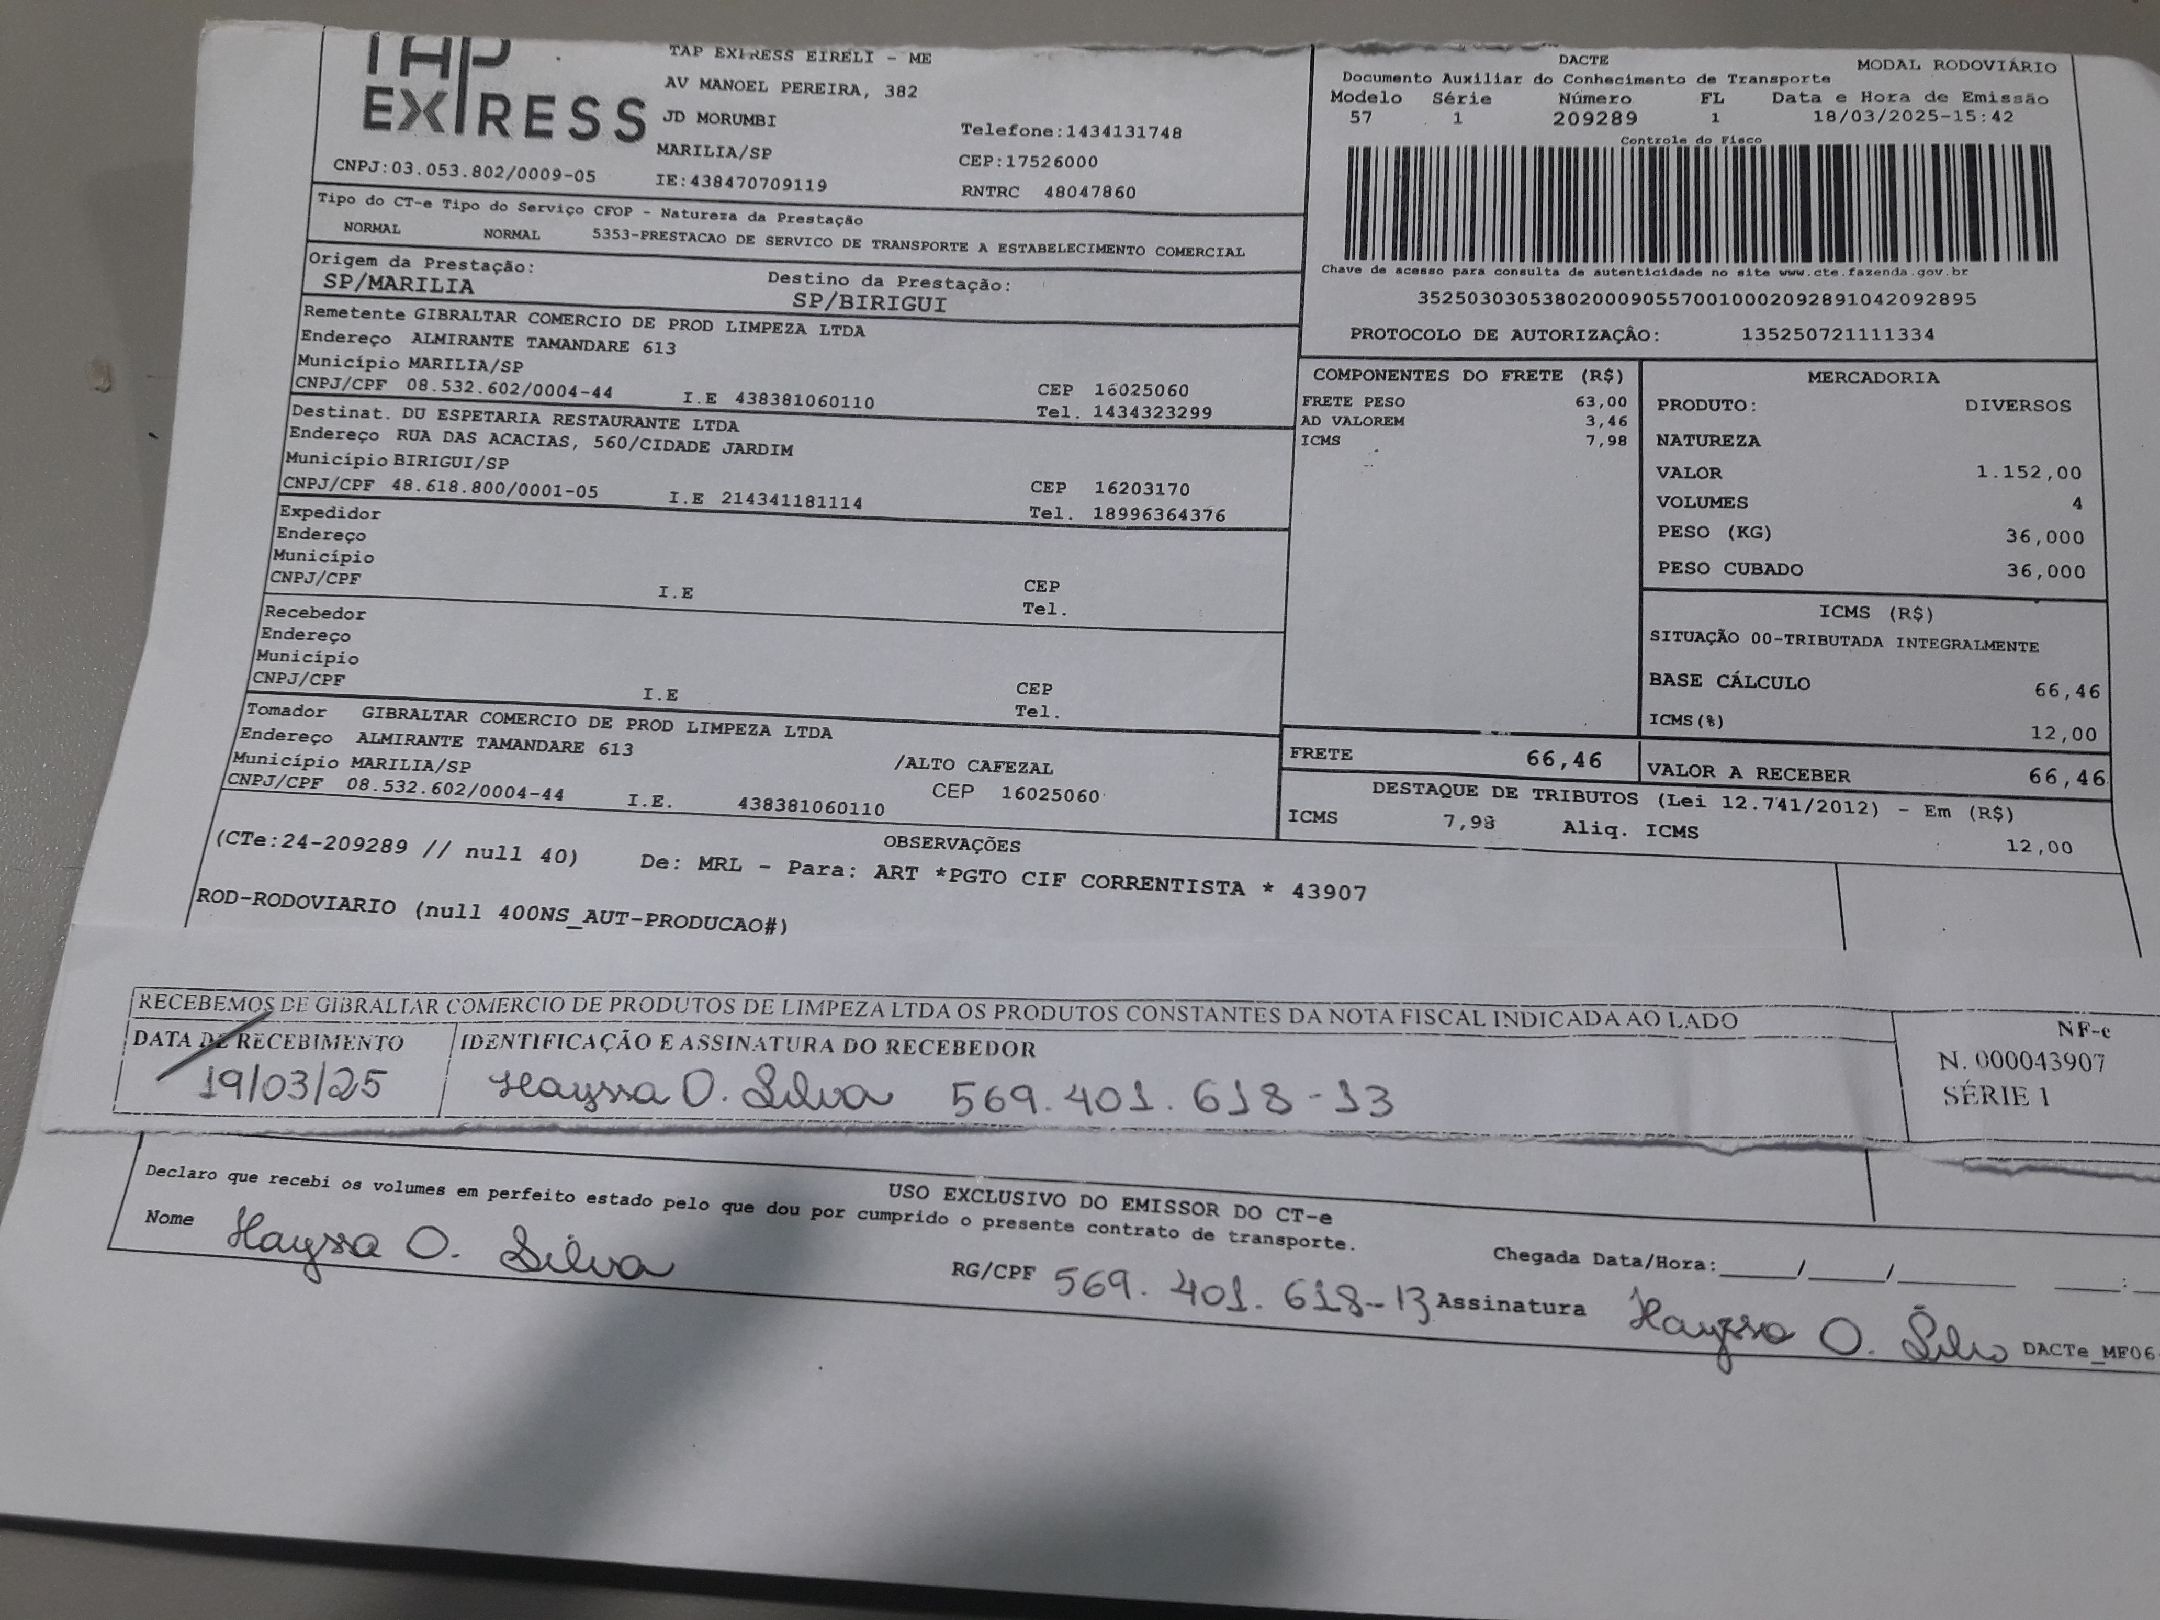 TAP EXPRESS
TAP EXPRESS EIRELI - ME
AV MANOEL PEREIRA, 382
JD MORUMBI
MARILIA/SP
IE:438470709119
CNPJ:03.053.802/0009-05
Telefone:1434131748
CEP:17526000
RNTRC 48047860
DACTE
MODAL RODOVIÁRIO
Documento Auxiliar do Conhecimento de Transporte
Modelo Série Número FL Data e Hora de Emissão
57 1 209289 1 18/03/2025-15:42
Controle do Fisco
Chave de acesso para consulta de autenticidade no site www.cte.fazenda.gov.br
35250303053802000905570010002092891042092895
PROTOCOLO DE AUTORIZAÇÃO: 135250721111334
Tipo do CT-e Tipo do Serviço CFOP - Natureza da Prestação
NORMAL NORMAL 5353-PRESTACAO DE SERVICO DE TRANSPORTE A ESTABELECIMENTO COMERCIAL
Origem da Prestação: Destino da Prestação:
SP/MARILIA SP/BIRIGUI
Remetente GIBRALTAR COMERCIO DE PROD LIMPEZA LTDA
Endereço ALMIRANTE TAMANDARE 613
Município MARILIA/SP CEP 16025060
CNPJ/CPF 08.532.602/0004-44 I.E 438381060110 Tel. 1434323299
Destinat. DU ESPETARIA RESTAURANTE LTDA
Endereço RUA DAS ACACIAS, 560/CIDADE JARDIM
Município BIRIGUI/SP CEP 16203170
CNPJ/CPF 48.618.800/0001-05 I.E 214341181114 Tel. 18996364376
Expedidor
Endereço
Município CEP
CNPJ/CPF I.E Tel.
Recebedor
Endereço
Município CEP
CNPJ/CPF I.E Tel.
Tomador GIBRALTAR COMERCIO DE PROD LIMPEZA LTDA
Endereço ALMIRANTE TAMANDARE 613 /ALTO CAFEZAL
Município MARILIA/SP CEP 16025060
CNPJ/CPF 08.532.602/0004-44 I.E. 438381060110
COMPONENTES DO FRETE (R$)
FRETE PESO 63,00
AD VALOREM 3,46
ICMS 7,98
MERCADORIA
PRODUTO: DIVERSOS
NATUREZA
VALOR 1.152,00
VOLUMES 4
PESO (KG) 36,000
PESO CUBADO 36,000
ICMS (R$)
SITUAÇÃO 00-TRIBUTADA INTEGRALMENTE
BASE CÁLCULO 66,46
ICMS(%) 12,00
FRETE 66,46 VALOR A RECEBER 66,46
DESTAQUE DE TRIBUTOS (Lei 12.741/2012) - Em (R$)
ICMS 7,98 Aliq. ICMS 12,00
OBSERVAÇÕES
(CTe:24-209289 // null 40) De: MRL - Para: ART *PGTO CIF CORRENTISTA * 43907
ROD-RODOVIARIO (null 400NS_AUT-PRODUCAO#)
RECEBEMOS DE GIBRALTAR COMERCIO DE PRODUTOS DE LIMPEZA LTDA OS PRODUTOS CONSTANTES DA NOTA FISCAL INDICADA AO LADO
DATA DE RECEBIMENTO IDENTIFICAÇÃO E ASSINATURA DO RECEBEDOR
19/03/25 Hayssa O. Silva 569.401.618-13
NF-e
N. 000043907
SÉRIE 1
USO EXCLUSIVO DO EMISSOR DO CT-e
Declaro que recebi os volumes em perfeito estado pelo que dou por cumprido o presente contrato de transporte.
Chegada Data/Hora:_____/_____/_______ ____:__
Nome Hayssa O. Silva RG/CPF 569.401.618-13 Assinatura Hayssa O. Silva
DACTe_MF06